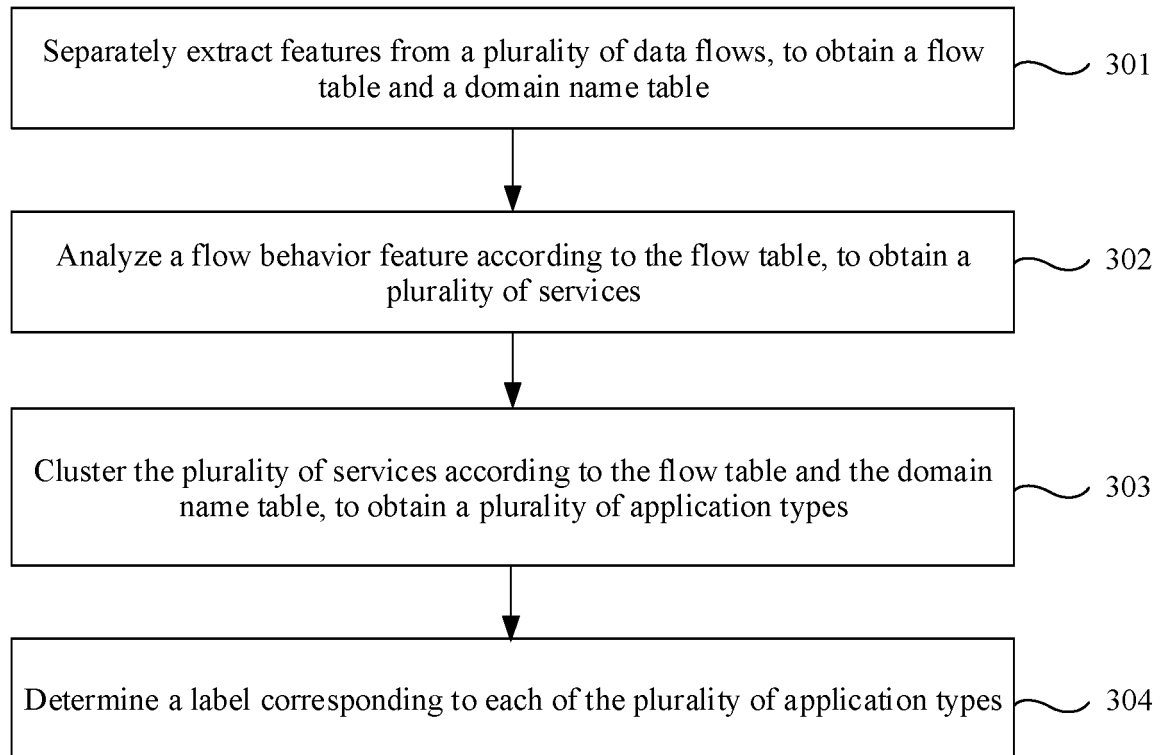 Separately extract features from a plurality of data flows, to obtain a flow
table and a domain name table
301
Analyze a flow behavior feature according to the flow table, to obtain a
plurality of services
302
Cluster the plurality of services according to the flow table and the domain
name table, to obtain a plurality of application types
303
Determine a label corresponding to each of the plurality of application types
304